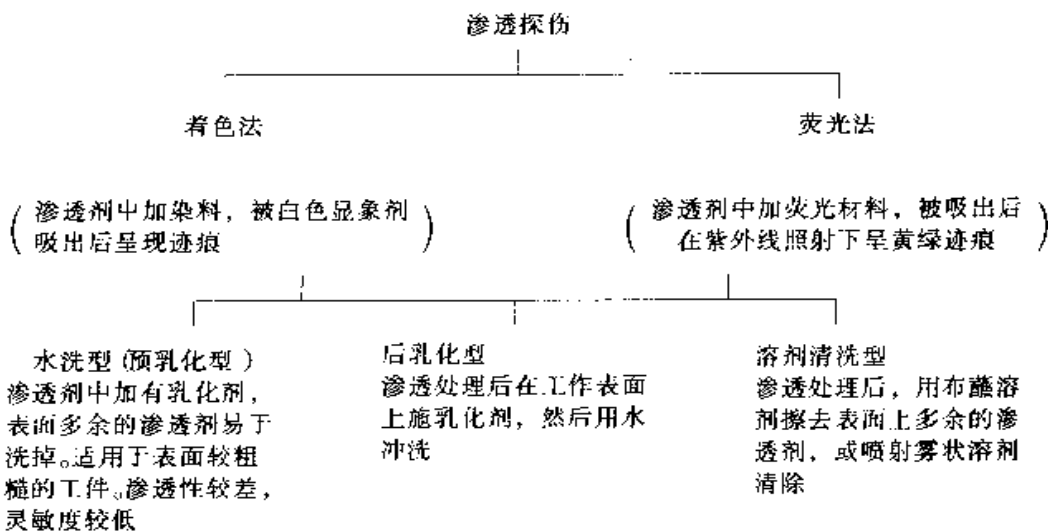 渗透探伤
着色法
荧光法
（渗透剂中加染料，被白色显象剂
吸出后呈现迹痕）
（渗透剂中加荧光材料，被吸出后
在紫外线照射下呈黄绿迹痕）
水洗型（预乳化型）
渗透剂中加有乳化剂，
表面多余的渗透剂易于
洗掉。适用于表面较粗
糙的工件。渗透性较差，
灵敏度较低
后乳化型
渗透处理后在工作表面
上施乳化剂，然后用水
冲洗
溶剂清洗型
渗透处理后，用布蘸溶
剂擦去表面上多余的渗
透剂，或喷射雾状溶剂
清除